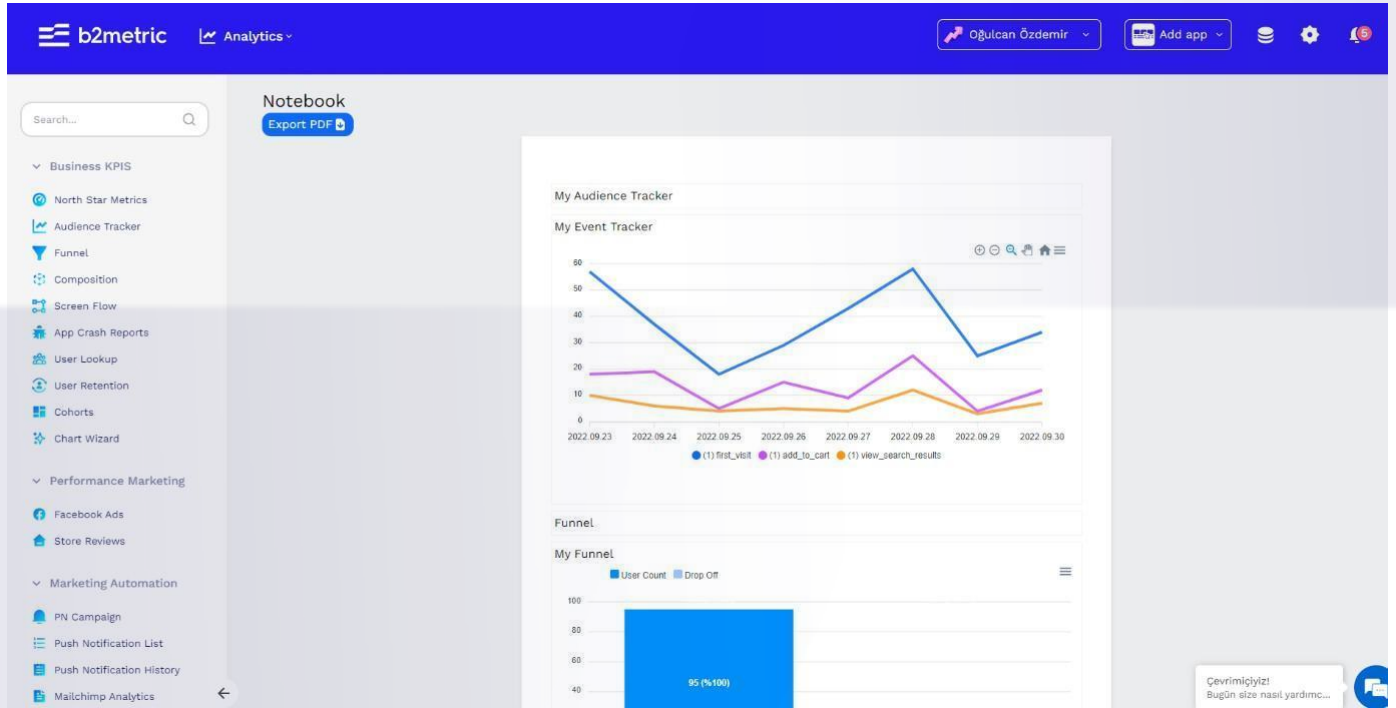 b2metric
Analytics
Oğulcan Özdemir
Add app
5
Search...
Notebook
Export PDF
Business KPIS
North Star Metrics
Audience Tracker
Funnel
Composition
Screen Flow
App Crash Reports
User Lookup
User Retention
Cohorts
Chart Wizard
Performance Marketing
Facebook Ads
Store Reviews
Marketing Automation
PN Campaign
Push Notification List
Push Notification History
Mailchimp Analytics
My Audience Tracker
My Event Tracker
60
50
40
30
20
10
0
2022.09.23 2022.09.24 2022.09.25 2022.09.26 2022.09.27 2022.09.28 2022.09.29 2022.09.30
(1) first_visit (1) add_to_cart (1) view_search_results
Funnel
My Funnel
User Count Drop Off
100
80
60
40
95 (%100)
Çevrimiçiyiz!
Bugün size nasıl yardımc...